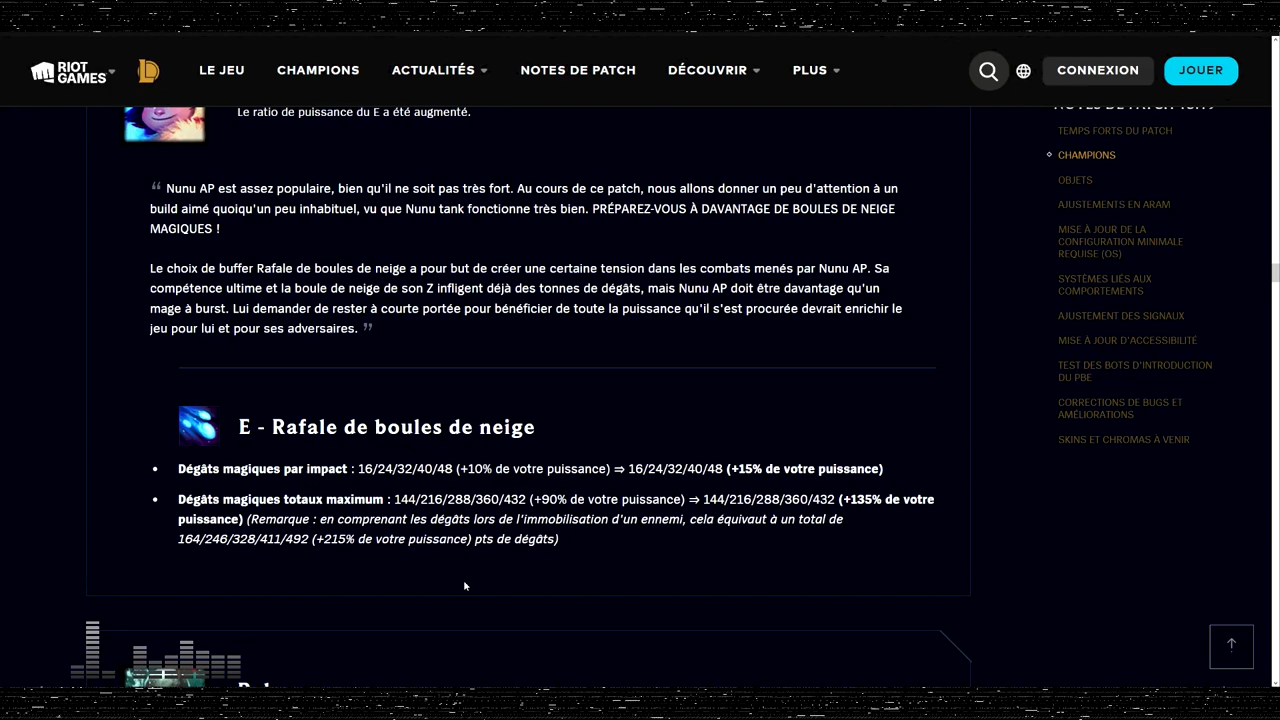 RIOT GAMES
LE JEU
CHAMPIONS
ACTUALITÉS
NOTES DE PATCH
DÉCOUVRIR
PLUS
CONNEXION
JOUER
Le ratio de puissance du E a été augmenté.
“ Nunu AP est assez populaire, bien qu'il ne soit pas très fort. Au cours de ce patch, nous allons donner un peu d'attention à un
build aimé quoiqu'un peu inhabituel, vu que Nunu tank fonctionne très bien. PRÉPAREZ-VOUS À DAVANTAGE DE BOULES DE NEIGE
MAGIQUES !
Le choix de buffer Rafale de boules de neige a pour but de créer une certaine tension dans les combats menés par Nunu AP. Sa
compétence ultime et la boule de neige de son Z infligent déjà des tonnes de dégâts, mais Nunu AP doit être davantage qu'un
mage à burst. Lui demander de rester à courte portée pour bénéficier de toute la puissance qu'il s'est procurée devrait enrichir le
jeu pour lui et pour ses adversaires. ”
E - Rafale de boules de neige
• Dégâts magiques par impact : 16/24/32/40/48 (+10% de votre puissance) ⇒ 16/24/32/40/48 (+15% de votre puissance)
• Dégâts magiques totaux maximum : 144/216/288/360/432 (+90% de votre puissance) ⇒ 144/216/288/360/432 (+135% de votre
puissance) (Remarque : en comprenant les dégâts lors de l'immobilisation d'un ennemi, cela équivaut à un total de
164/246/328/411/492 (+215% de votre puissance) pts de dégâts)
NOTES DE PATCH
TEMPS FORTS DU PATCH
CHAMPIONS
OBJETS
AJUSTEMENTS EN ARAM
MISE À JOUR DE LA
CONFIGURATION MINIMALE
REQUISE (OS)
SYSTÈMES LIÉS AUX
COMPORTEMENTS
AJUSTEMENT DES SIGNAUX
MISE À JOUR D'ACCESSIBILITÉ
TEST DES BOTS D'INTRODUCTION
DU PBE
CORRECTIONS DE BUGS ET
AMÉLIORATIONS
SKINS ET CHROMAS À VENIR